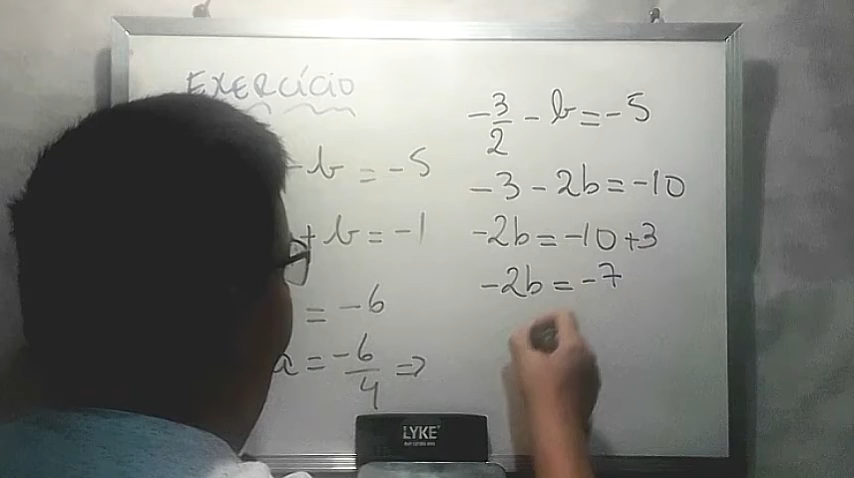 EXERCÍCIO
- b = -5
+ b = -1
= -6
a = -6/4 =>
-3/2 - b = -5
-3 - 2b = -10
-2b = -10 + 3
-2b = -7
LYKE